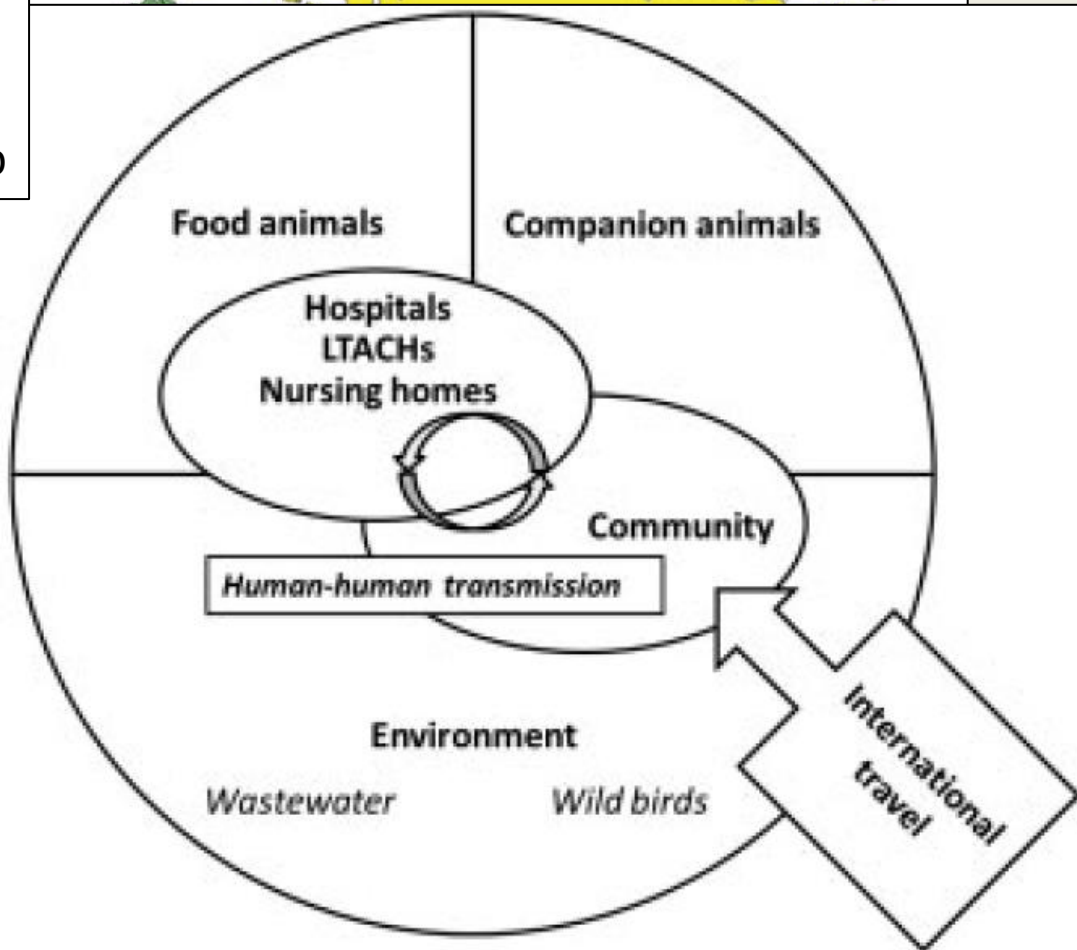 Food animals
Companion animals
Hospitals
LTACHs
Nursing homes
Community
Human-human transmission
International
travel
Environment
Wastewater
Wild birds